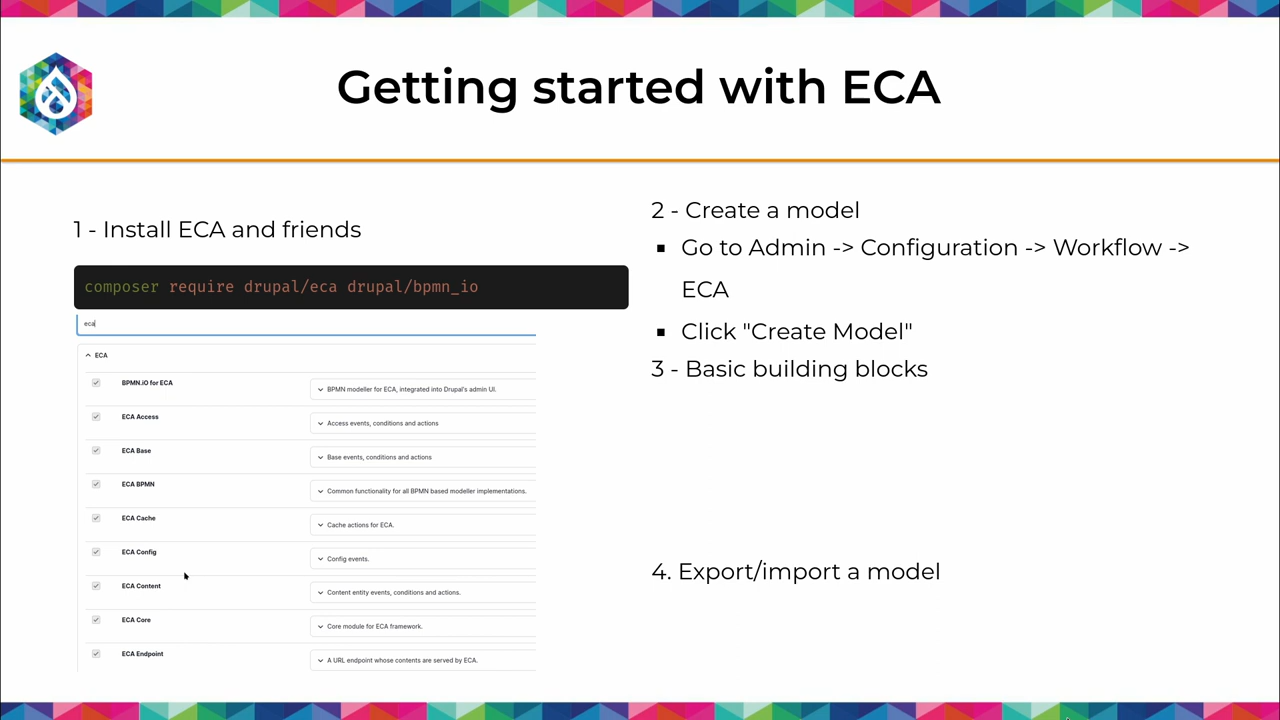 Getting started with ECA
1 - Install ECA and friends
composer require drupal/eca drupal/bpmn_io
eca
ECA
BPMN.iO for ECA
BPMN modeller for ECA, integrated into Drupal's admin UI.
ECA Access
Access events, conditions and actions
ECA Base
Base events, conditions and actions
ECA BPMN
Common functionality for all BPMN based modeller implementations.
ECA Cache
Cache actions for ECA.
ECA Config
Config events.
ECA Content
Content entity events, conditions and actions.
ECA Core
Core module for ECA framework.
ECA Endpoint
A URL endpoint whose contents are served by ECA.
2 - Create a model
▪ Go to Admin -> Configuration -> Workflow ->
ECA
▪ Click "Create Model"
3 - Basic building blocks
4. Export/import a model